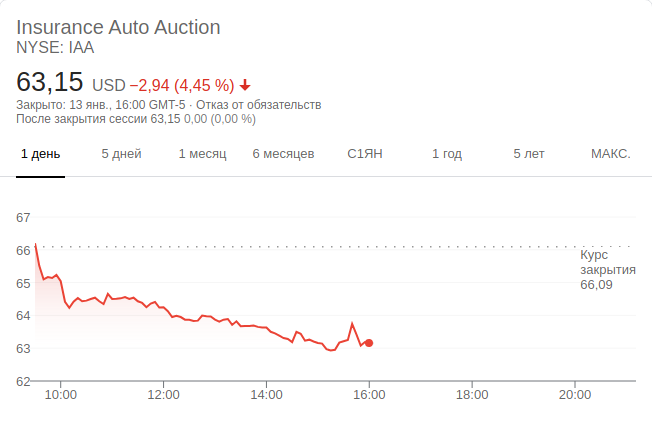 Insurance Auto Auction
NYSE: IAA
63,15 USD −2,94 (4,45 %)
Закрыто: 13 янв., 16:00 GMT-5 · Отказ от обязательств
После закрытия сессии 63,15 0,00 (0,00 %)
1 день 5 дней 1 месяц 6 месяцев С1ЯН 1 год 5 лет МАКС.
67
66
Курс
закрытия
65
66,09
64
63
62
10:00 12:00 14:00 16:00 18:00 20:00